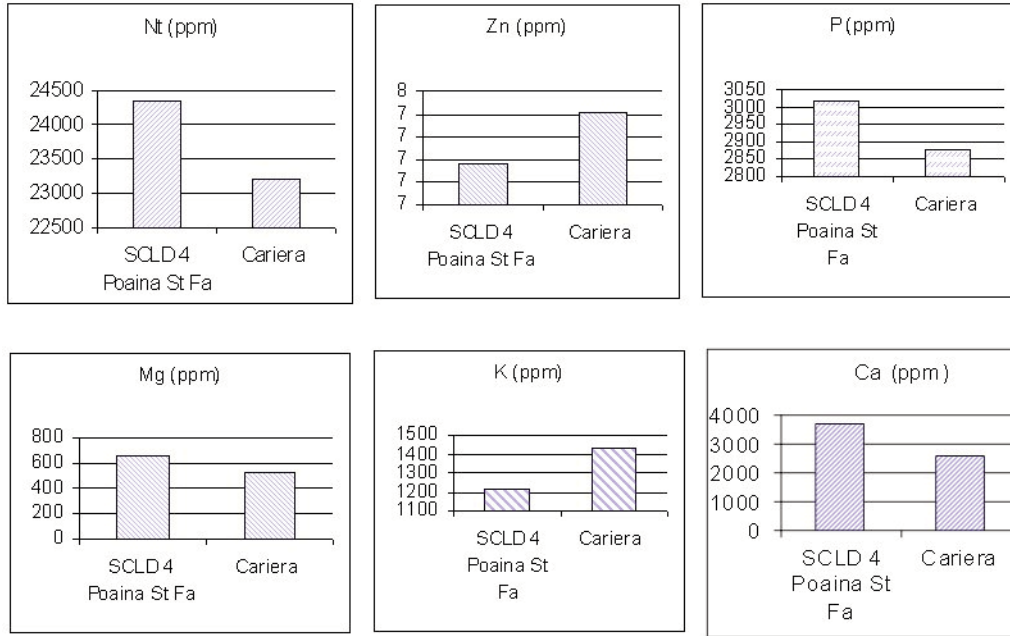 Nt (ppm)
24500
24000
23500
23000
22500
SCLD 4
Poaina St Fa
Cariera
Zn (ppm)
8
7
7
7
7
7
SCLD 4
Poaina St Fa
Cariera
P (ppm)
3050
3000
2950
2900
2850
2800
SCLD 4
Poaina St
Fa
Cariera
Mg (ppm)
800
600
400
200
0
SCLD 4
Poaina St Fa
Cariera
K (ppm)
1500
1400
1300
1200
1100
SCLD 4
Poaina St
Fa
Cariera
Ca (ppm)
4000
3000
2000
1000
0
SCLD 4
Poaina St
Fa
Cariera